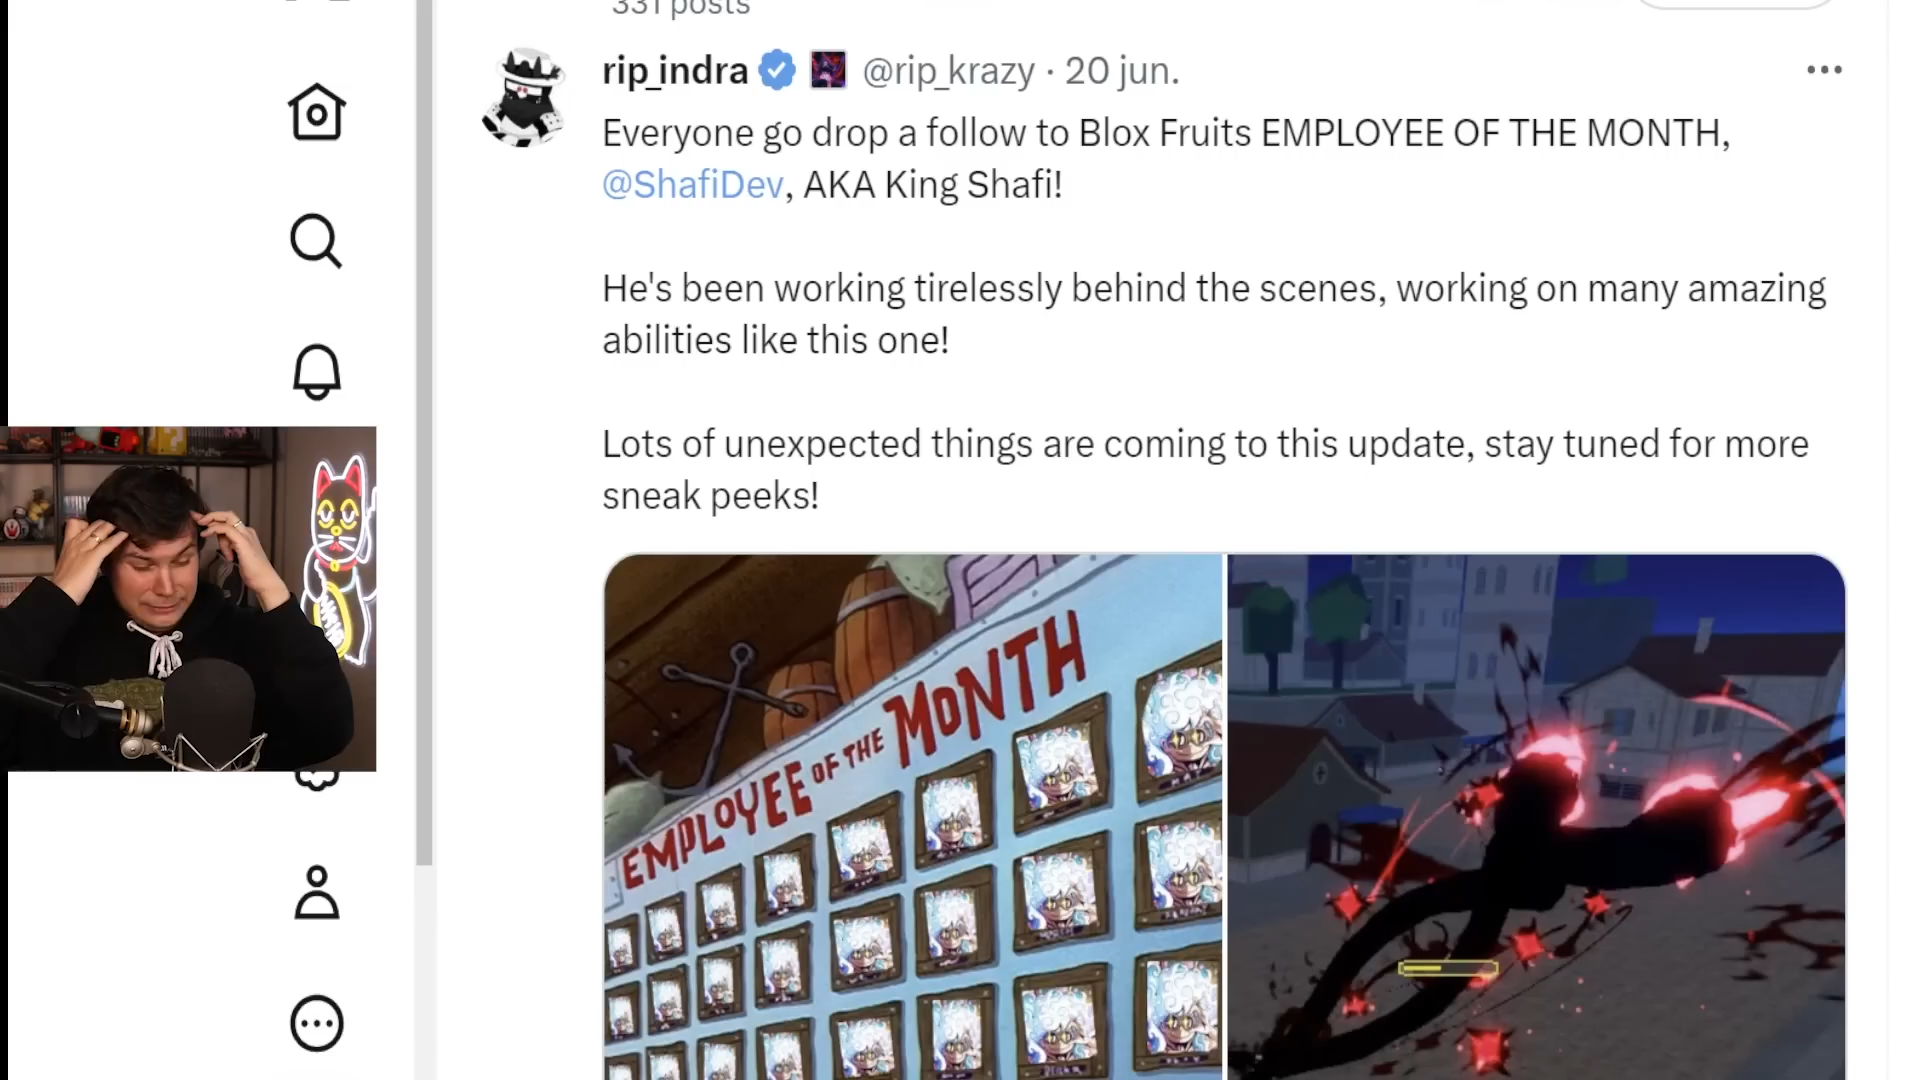 331 posts
rip_indra @rip_krazy · 20 jun.
Everyone go drop a follow to Blox Fruits EMPLOYEE OF THE MONTH,
@ShafiDev, AKA King Shafi!
He's been working tirelessly behind the scenes, working on many amazing
abilities like this one!
Lots of unexpected things are coming to this update, stay tuned for more
sneak peeks!
EMPLOYEE OF THE MONTH